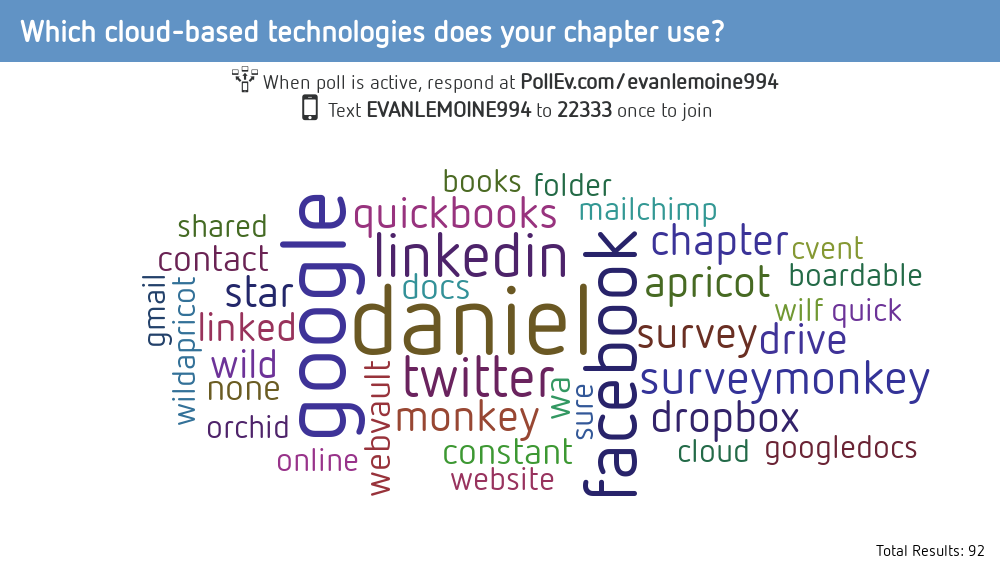 Which cloud-based technologies does your chapter use?
When poll is active, respond at PollEv.com/evanlemoine994
Text EVANLEMOINE994 to 22333 once to join
books
folder
quickbooks
mailchimp
shared
google
linkedin
facebook
chapter
cvent
contact
gmail
wildapricot
star
docs
apricot
boardable
daniel
linked
wilf
quick
survey
drive
wild
none
twitter
wa
sure
surveymonkey
webvault
monkey
dropbox
orchid
online
constant
cloud
googledocs
website
Total Results: 92